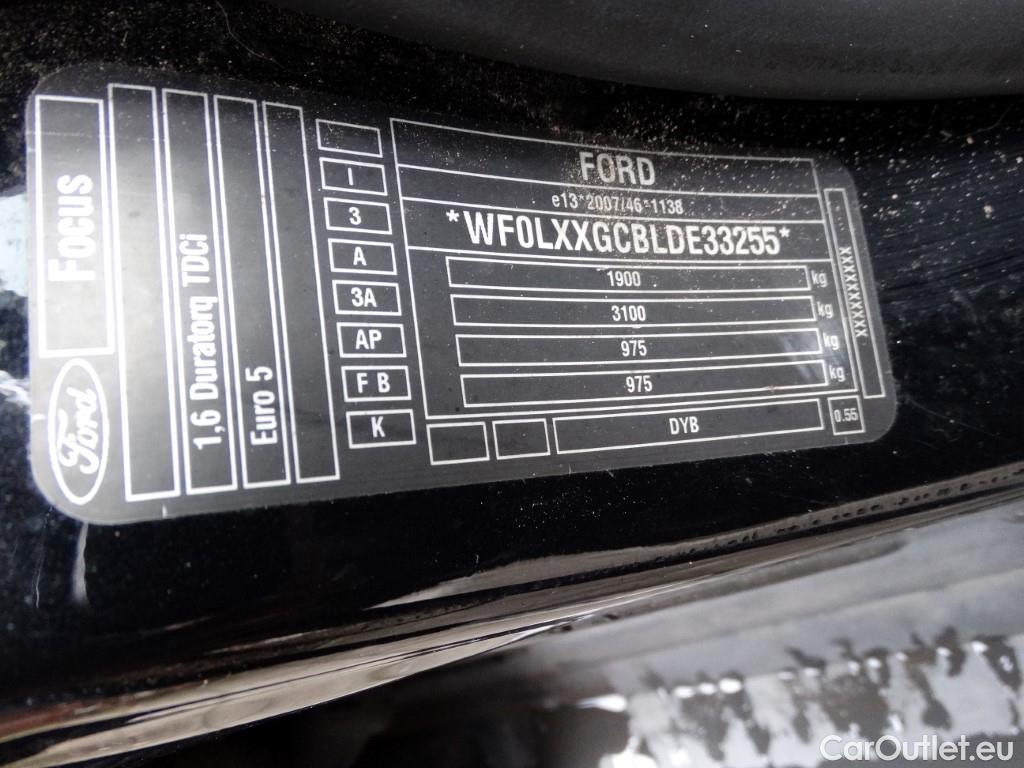 Focus
Ford
1,6 Duratorq TDCi
Euro 5
I
3
A
3A
AP
F B
K
FORD
e13*2007/46*1138
*WF0LXXGCBLDE33255*
1900 kg
3100 kg
975 kg
975 kg
DYB
0.55
XXXXXXXXXX
CarOutlet.eu